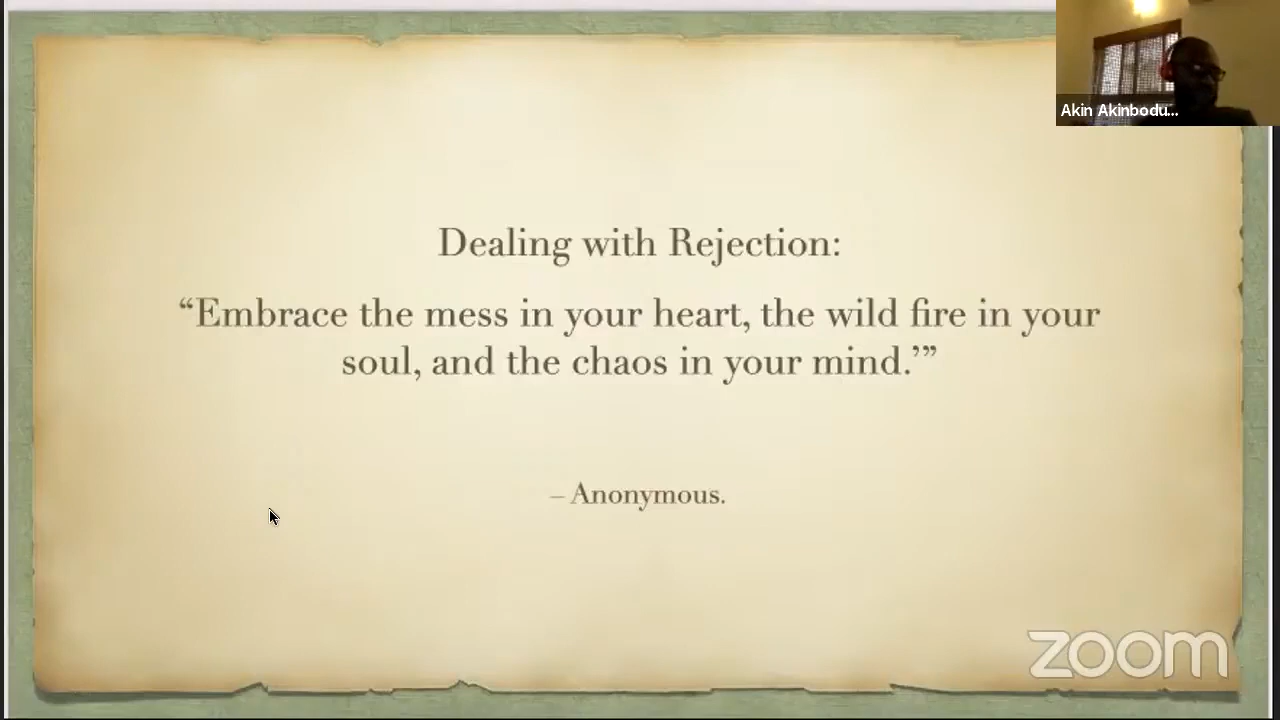 Akin Akinbodu...
Dealing with Rejection:
“Embrace the mess in your heart, the wild fire in your
soul, and the chaos in your mind.’”
– Anonymous.
zoom